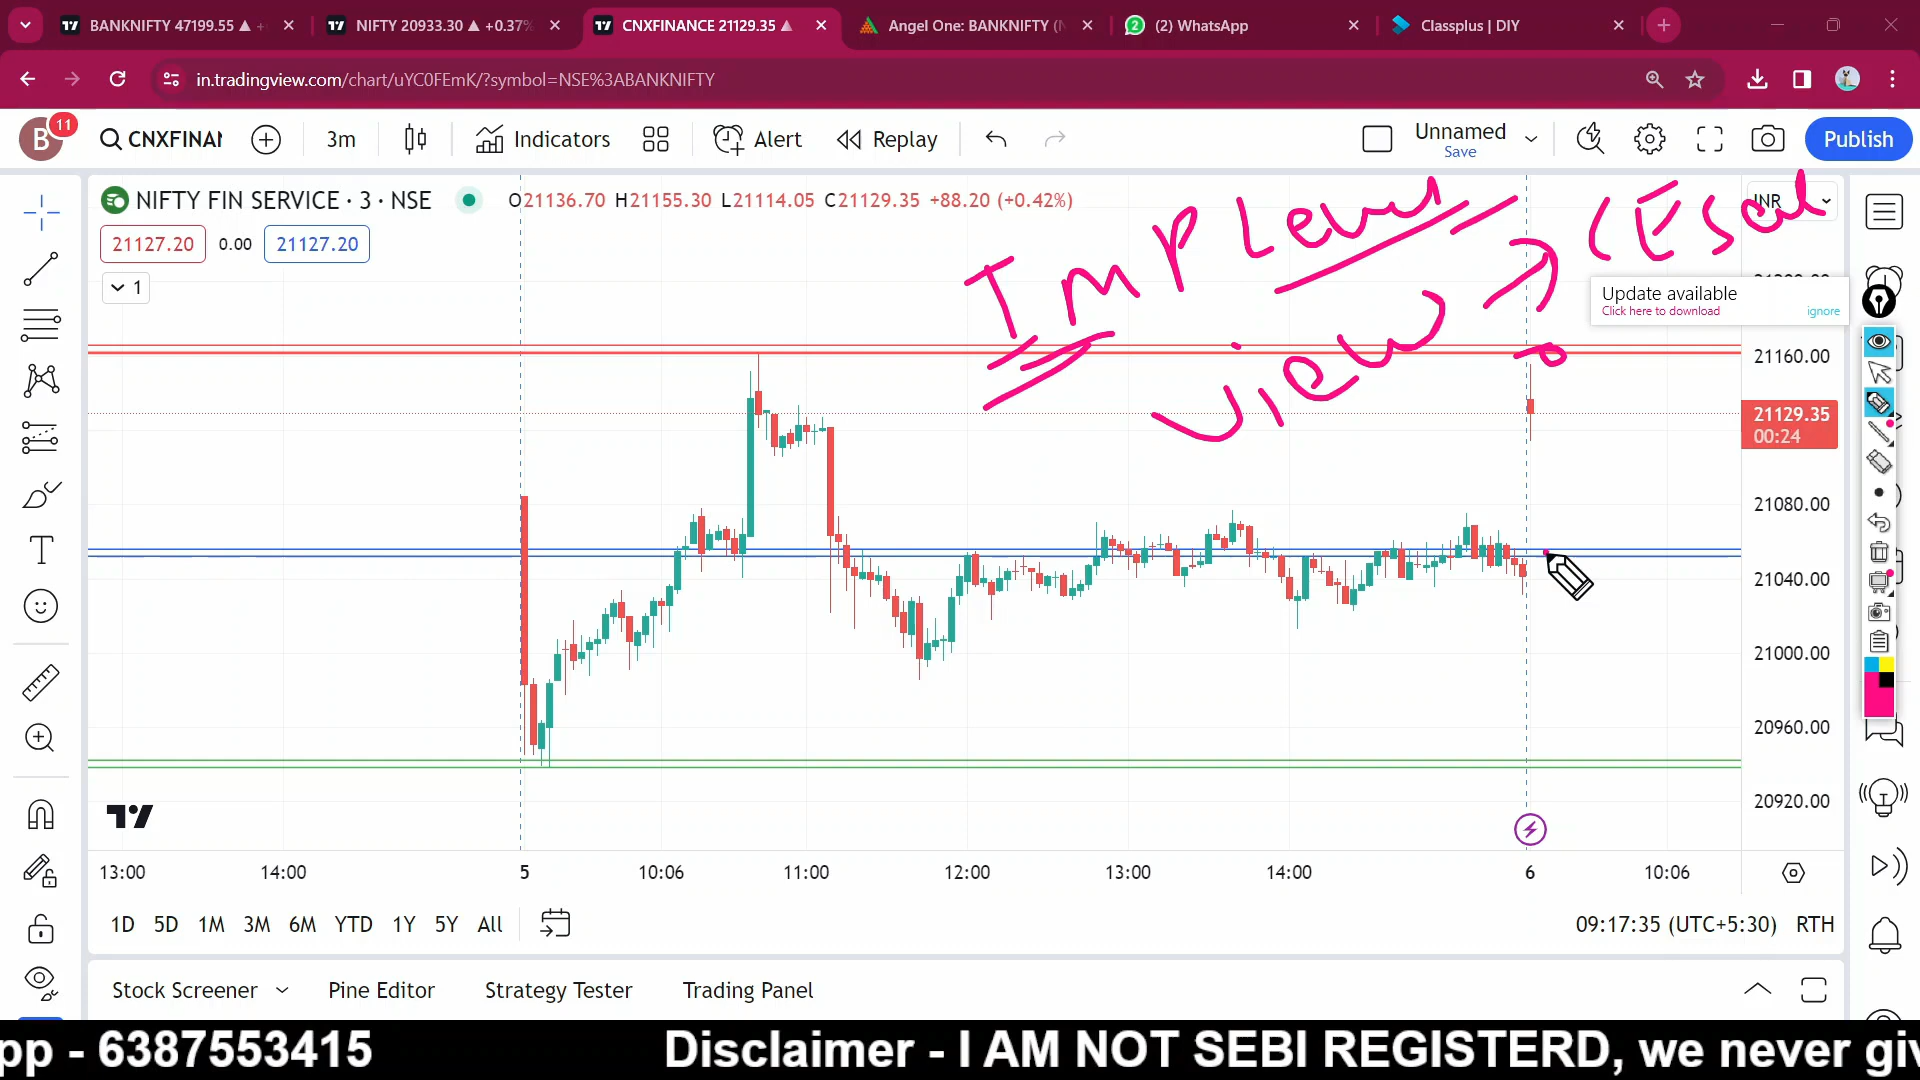 BANKNIFTY 47199.55 ▲ +
NIFTY 20933.30 ▲ +0.37%
CNXFINANCE 21129.35 ▲
Angel One: BANKNIFTY (N
(2) WhatsApp
Classplus | DIY
in.tradingview.com/chart/uYC0FEmK/?symbol=NSE%3ABANKNIFTY
B
11
CNXFINAN
3m
Indicators
Alert
Replay
Unnamed
Save
Publish
NIFTY FIN SERVICE · 3 · NSE
O21136.70 H21155.30 L21114.05 C21129.35 +88.20 (+0.42%)
INR
21127.20
0.00
21127.20
1
Imp Level
View
Update available
Click here to download
ignore
21160.00
21129.35
00:24
21080.00
21040.00
21000.00
20960.00
20920.00
13:00
14:00
5
10:06
11:00
12:00
13:00
14:00
6
10:06
1D
5D
1M
3M
6M
YTD
1Y
5Y
All
09:17:35 (UTC+5:30)
RTH
Stock Screener
Pine Editor
Strategy Tester
Trading Panel
pp - 6387553415
Disclaimer - I AM NOT SEBI REGISTERD, we never giv